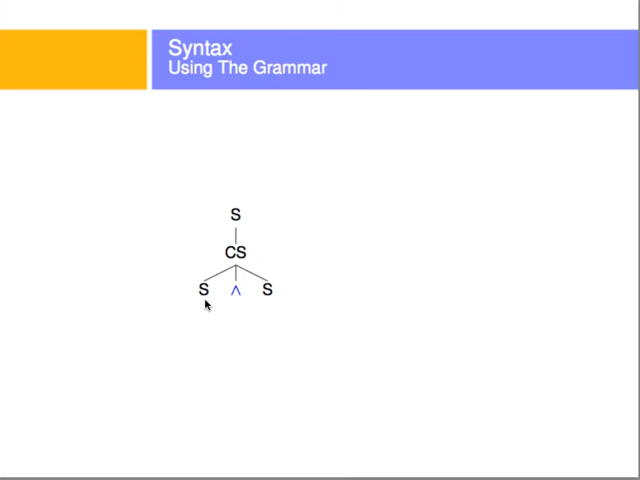 Syntax
Using The Grammar
S
CS
S ∧ S